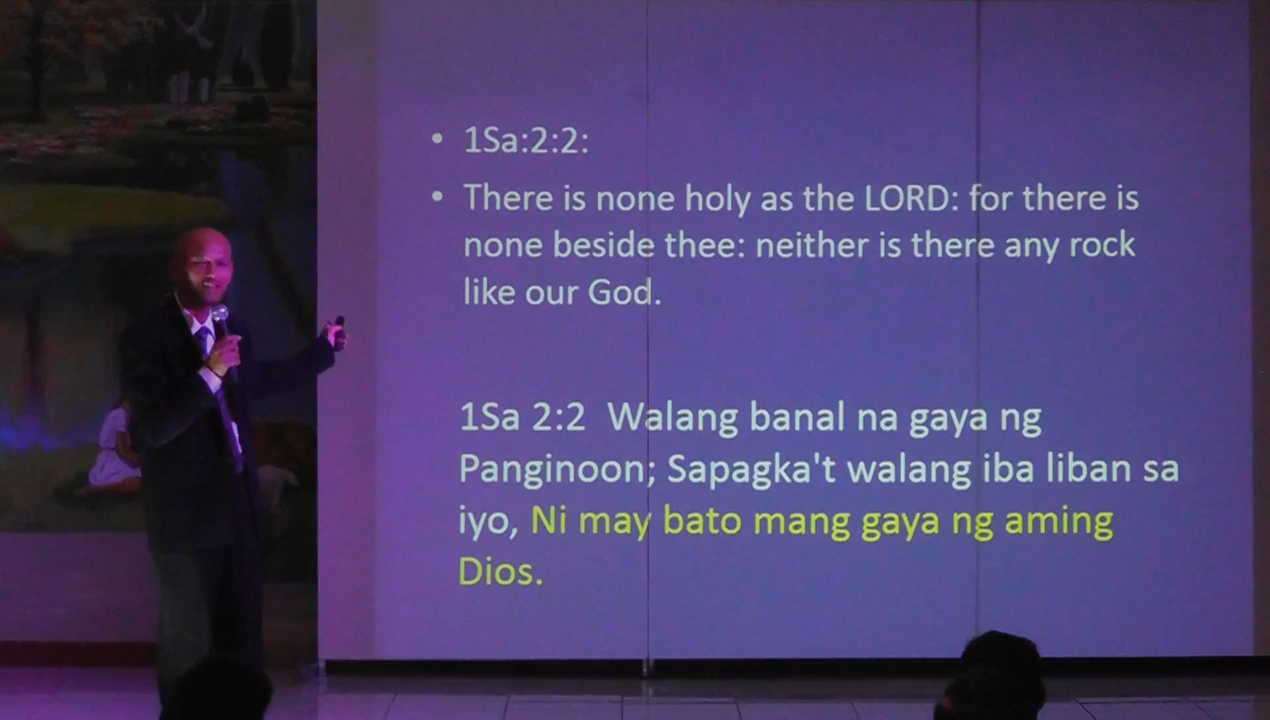 • 1Sa:2:2:
• There is none holy as the LORD: for there is
none beside thee: neither is there any rock
like our God.
1Sa 2:2 Walang banal na gaya ng
Panginoon; Sapagka't walang iba liban sa
iyo, Ni may bato mang gaya ng aming
Dios.